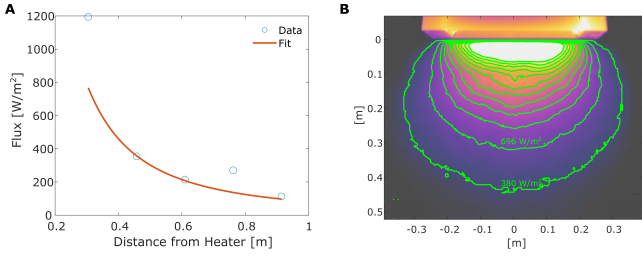 A
1200
1000
800
600
400
200
0
0.2
0.4
0.6
0.8
1
Flux [W/m²]
Distance from Heater [m]
Data
Fit
B
0
0.1
0.2
0.3
0.4
0.5
[m]
696 W/m²
380 W/m²
-0.3
-0.2
-0.1
0
0.1
0.2
0.3
[m]